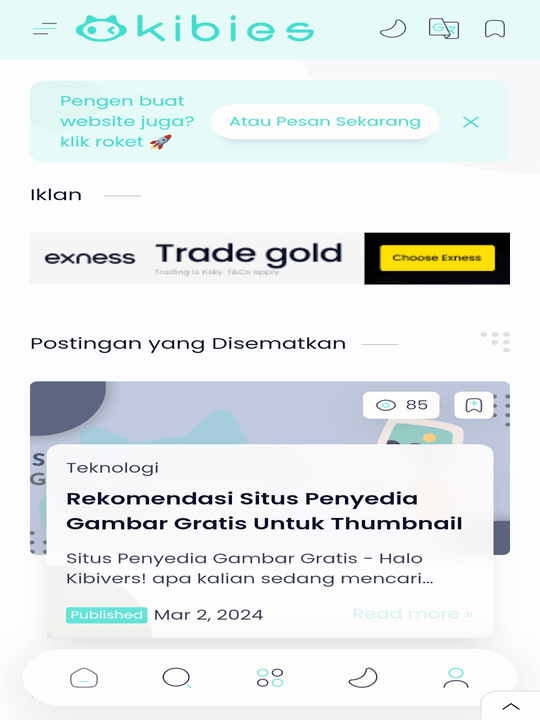 kibies
Pengen buat
website juga?
klik roket 🚀
Atau Pesan Sekarang
Iklan
exness
Trade gold
Trading is risky. T&Cs apply.
Choose Exness
Postingan yang Disematkan
85
S
G
Teknologi
Rekomendasi Situs Penyedia
Gambar Gratis Untuk Thumbnail
Situs Penyedia Gambar Gratis - Halo
Kibivers! apa kalian sedang mencari...
Published Mar 2, 2024
Read more »